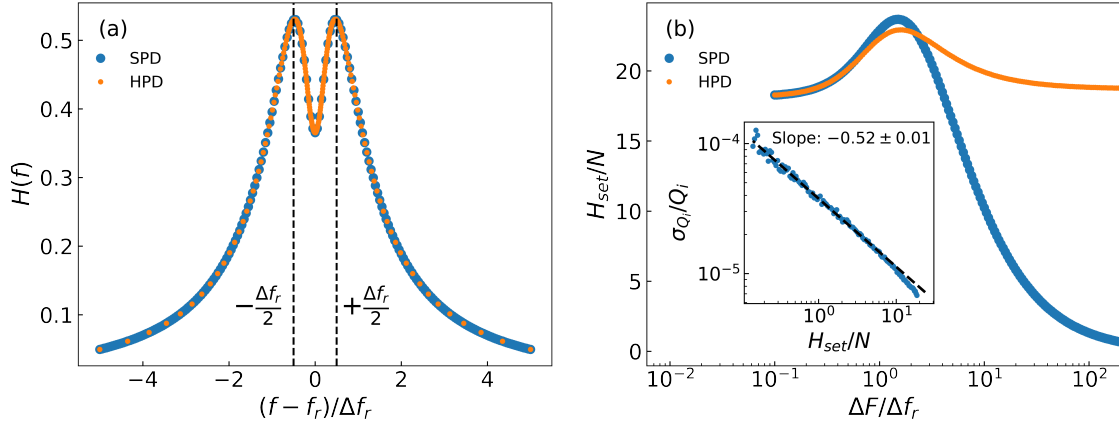 (a)
SPD
HPD
H(f)
0.5
0.4
0.3
0.2
0.1
−Δf_r/2
+Δf_r/2
−4
−2
0
2
4
(f − f_r)/Δf_r
(b)
SPD
HPD
H_set/N
20
15
10
5
0
Slope: −0.52 ± 0.01
σ_{Q_i}/Q_i
10^{−4}
10^{−5}
10^0
10^1
H_set/N
10^{−2}
10^{−1}
10^0
10^1
10^2
ΔF/Δf_r